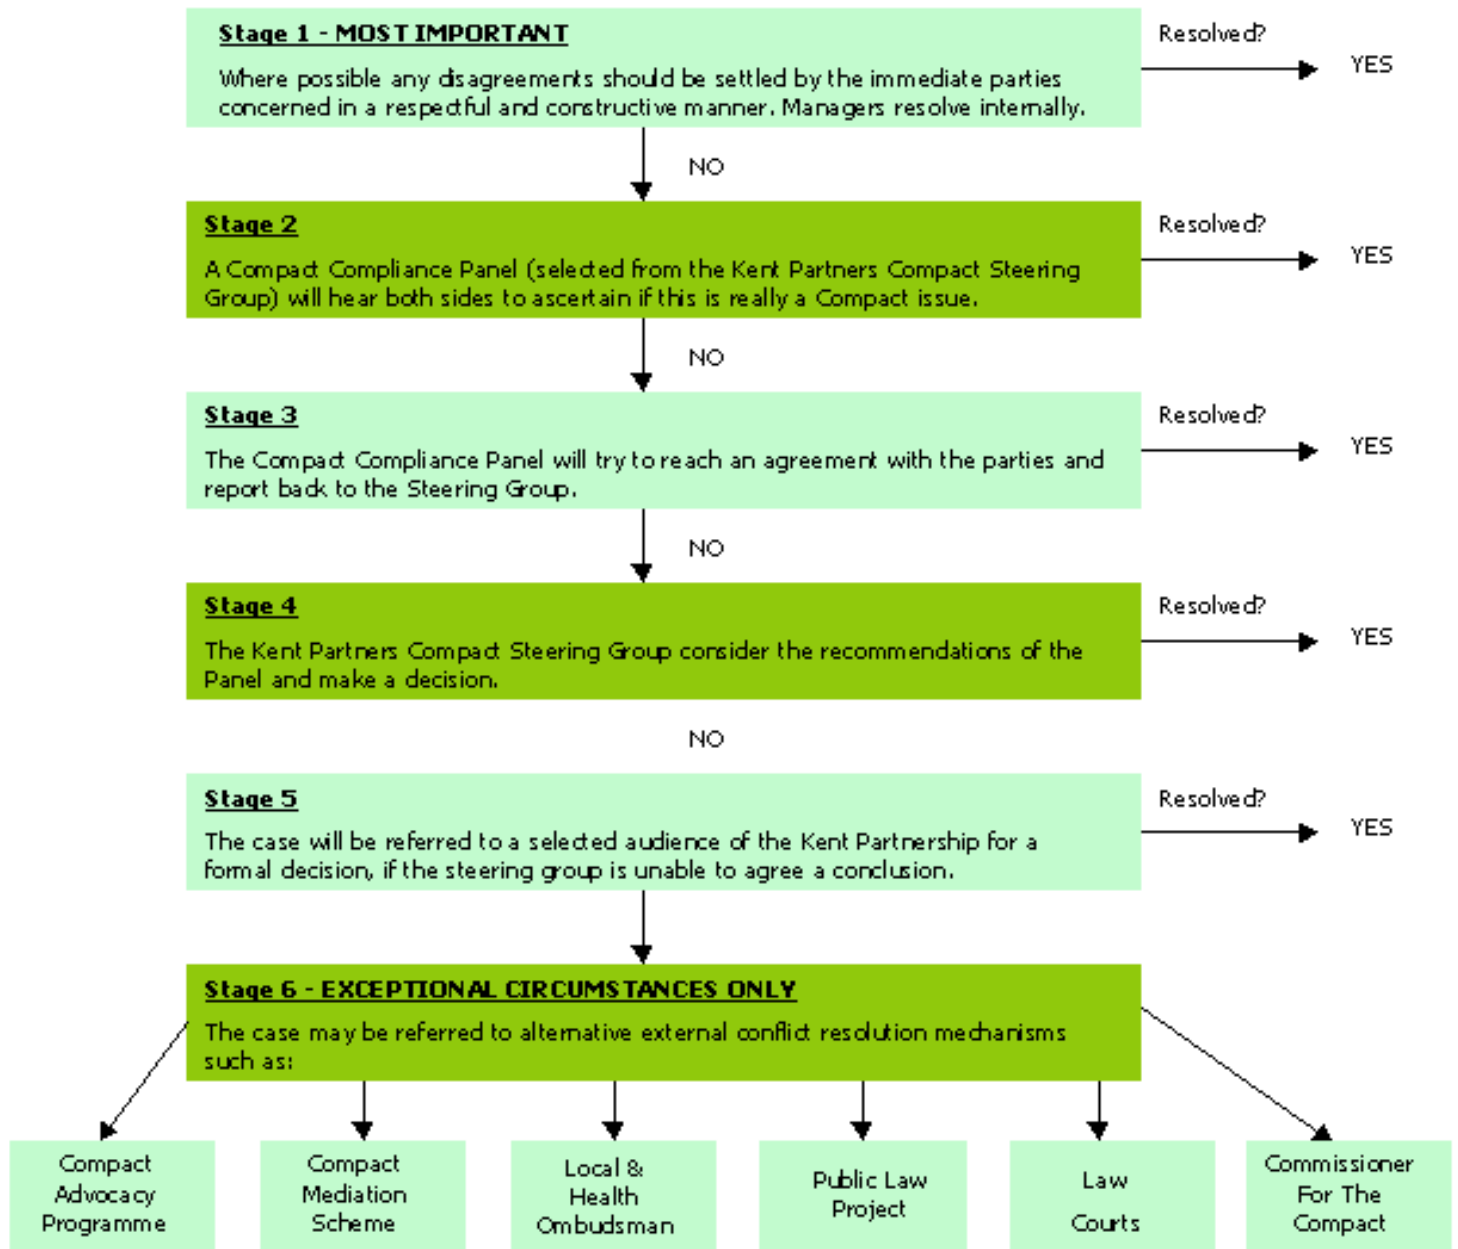 Stage 1 - MOST IMPORTANT
Where possible any disagreements should be settled by the immediate parties
concerned in a respectful and constructive manner. Managers resolve internally.
Resolved?
YES
NO
Stage 2
A Compact Compliance Panel (selected from the Kent Partners Compact Steering
Group) will hear both sides to ascertain if this is really a Compact issue.
Resolved?
YES
NO
Stage 3
The Compact Compliance Panel will try to reach an agreement with the parties and
report back to the Steering Group.
Resolved?
YES
NO
Stage 4
The Kent Partners Compact Steering Group consider the recommendations of the
Panel and make a decision.
Resolved?
YES
NO
Stage 5
The case will be referred to a selected audience of the Kent Partnership for a
formal decision, if the steering group is unable to agree a conclusion.
Resolved?
YES
Stage 6 - EXCEPTIONAL CIRCUMSTANCES ONLY
The case may be referred to alternative external conflict resolution mechanisms
such as:
Compact
Advocacy
Programme
Compact
Mediation
Scheme
Local &
Health
Ombudsman
Public Law
Project
Law
Courts
Commissioner
For The
Compact